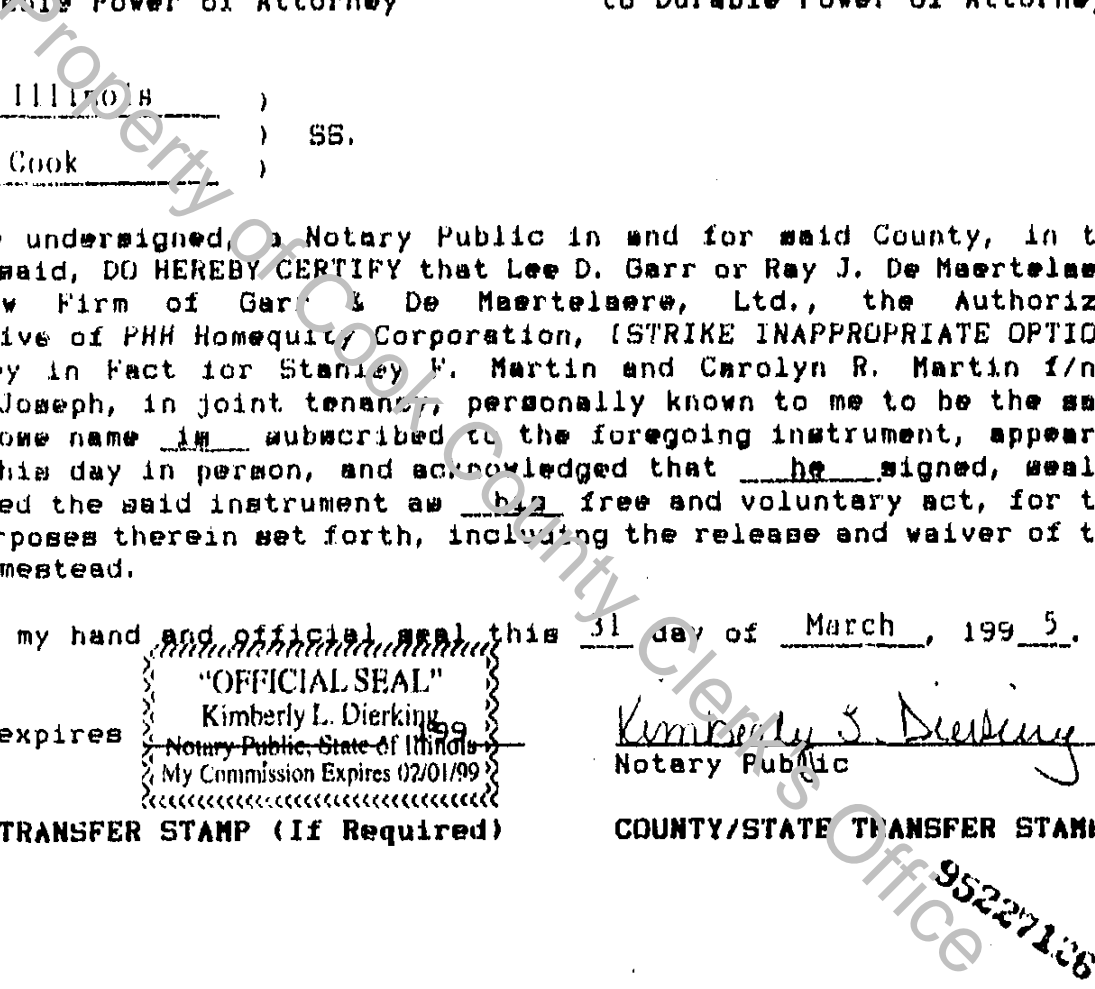 Power of Attorney to Durable Power of Attorney
Illinois )
) SS.
Cook )
undersigned, a Notary Public in and for said County, in t
said, DO HEREBY CERTIFY that Lee D. Garr or Ray J. De Maertelae
w Firm of Garr & De Maertelaere, Ltd., the Authoriz
ive of PHH Homequity Corporation, [STRIKE INAPPROPRIATE OPTIO
ey in Fact for Stanley F. Martin and Carolyn R. Martin f/n
Joseph, in joint tenancy, personally known to me to be the sa
ose name is subscribed to the foregoing instrument, appear
his day in person, and acknowledged that he signed, seal
ed the said instrument as his free and voluntary act, for t
rposes therein set forth, including the release and waiver of t
mestead.
my hand and official seal this 31 day of March, 199 5.
"OFFICIAL SEAL"
Kimberly L. Dierking
expires 199
Notary Public, State of Illinois
My Commission Expires 02/01/99
Kimberly L. Dierking
Notary Public
TRANSFER STAMP (If Required) COUNTY/STATE TRANSFER STAM
95227126
Property of Cook County Clerk's Office